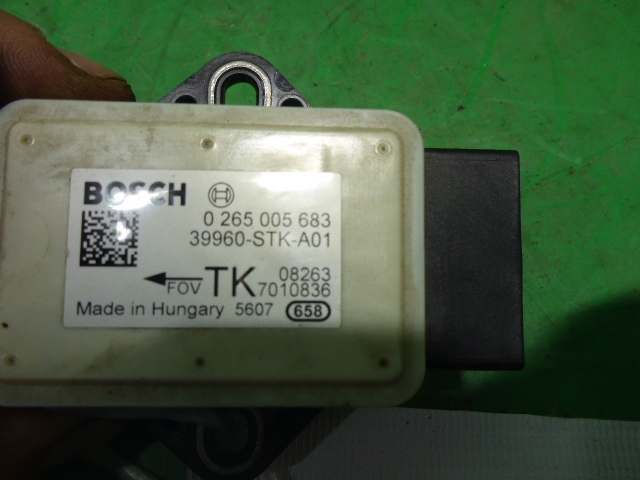 BOSCH
0 265 005 683
39960-STK-A01
FOV TK 08263
7010836
Made in Hungary 5607 658